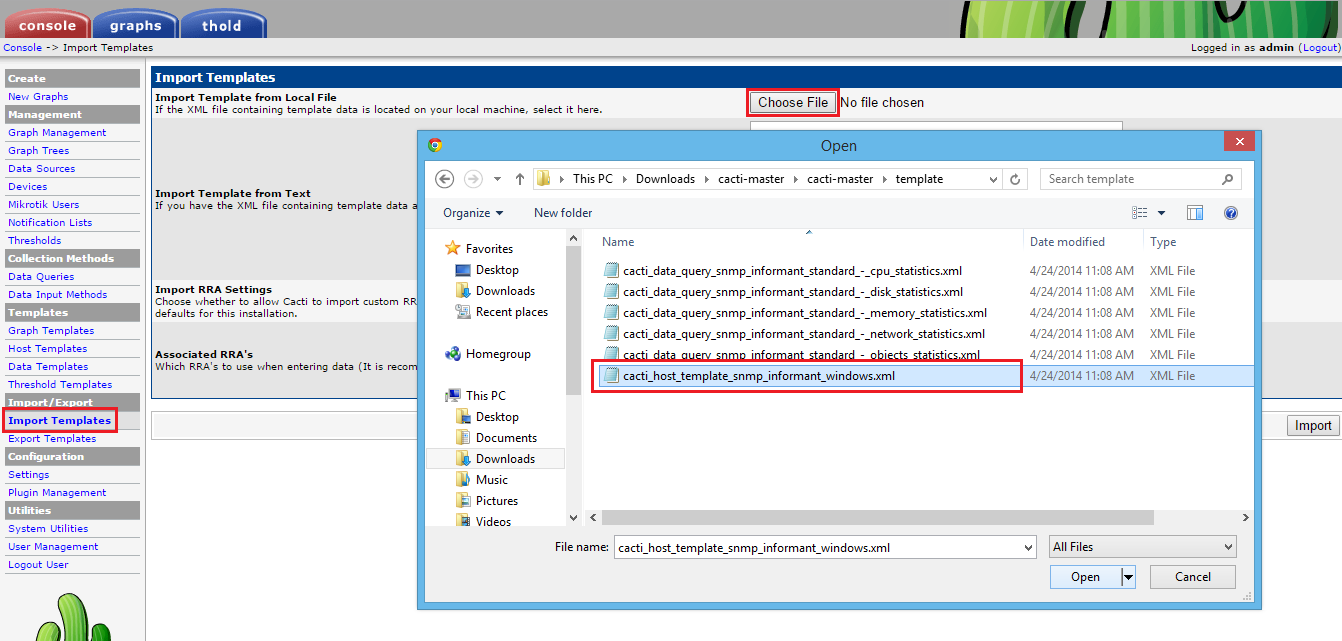 console graphs thold
Console -> Import Templates
Logged in as admin (Logout)
Create
New Graphs
Management
Graph Management
Graph Trees
Data Sources
Devices
Mikrotik Users
Notification Lists
Thresholds
Collection Methods
Data Queries
Data Input Methods
Templates
Graph Templates
Host Templates
Data Templates
Threshold Templates
Import/Export
Import Templates
Export Templates
Configuration
Settings
Plugin Management
Utilities
System Utilities
User Management
Logout User
Import Templates
Import Template from Local File
If the XML file containing template data is located on your local machine, select it here.
Choose File No file chosen
Import Template from Text
If you have the XML file containing template data a
Import RRA Settings
Choose whether to allow Cacti to import custom RR
defaults for this installation.
Associated RRA's
Which RRA's to use when entering data (It is recom
Import
Open
This PC Downloads cacti-master cacti-master template
Search template
Organize New folder
Favorites
Desktop
Downloads
Recent places
Homegroup
This PC
Desktop
Documents
Downloads
Music
Pictures
Videos
Name Date modified Type
cacti_data_query_snmp_informant_standard_-_cpu_statistics.xml 4/24/2014 11:08 AM XML File
cacti_data_query_snmp_informant_standard_-_disk_statistics.xml 4/24/2014 11:08 AM XML File
cacti_data_query_snmp_informant_standard_-_memory_statistics.xml 4/24/2014 11:08 AM XML File
cacti_data_query_snmp_informant_standard_-_network_statistics.xml 4/24/2014 11:08 AM XML File
cacti_data_query_snmp_informant_standard_-_objects_statistics.xml 4/24/2014 11:08 AM XML File
cacti_host_template_snmp_informant_windows.xml 4/24/2014 11:08 AM XML File
File name: cacti_host_template_snmp_informant_windows.xml All Files
Open Cancel